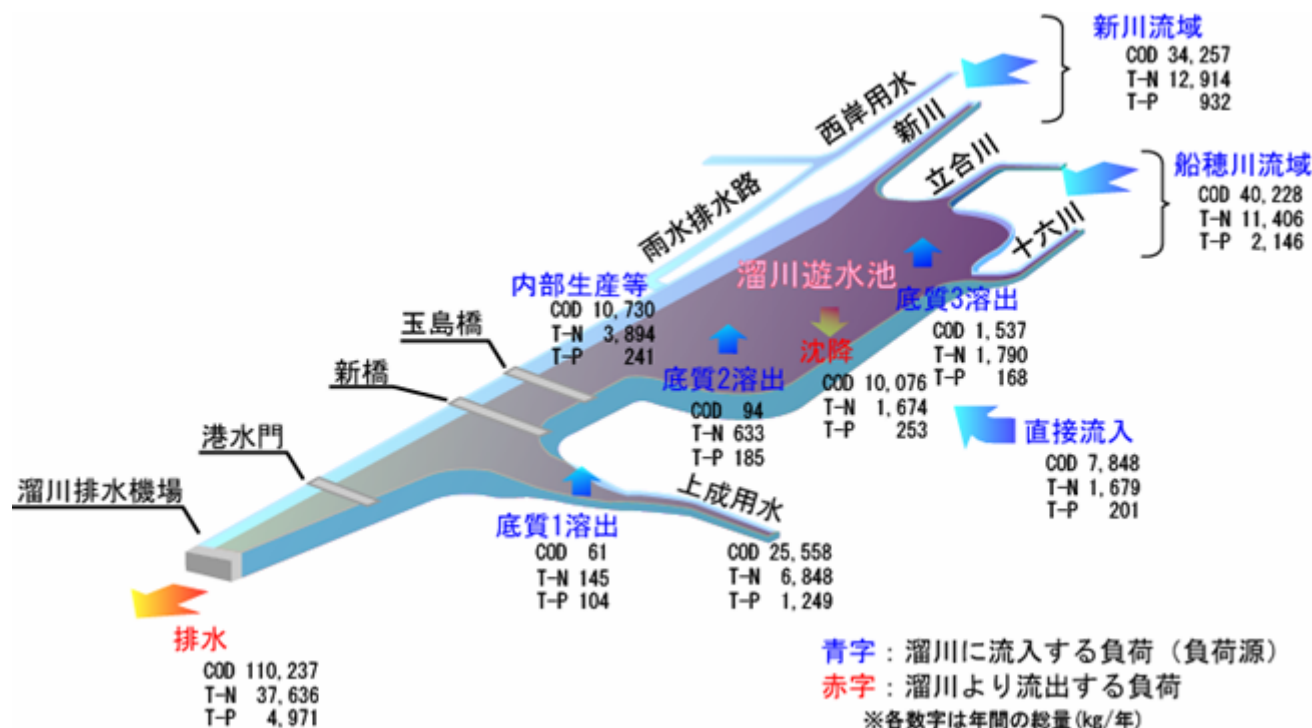 新川流域
COD 34,257
T-N 12,914
T-P 932
西岸用水
新川
立合川
船穂川流域
COD 40,228
T-N 11,406
T-P 2,146
十六川
雨水排水路
溜川遊水池
内部生産等
COD 10,730
T-N 3,894
T-P 241
底質3溶出
COD 1,537
T-N 1,790
T-P 168
玉島橋
沈降
COD 10,076
T-N 1,674
T-P 253
底質2溶出
COD 94
T-N 633
T-P 185
新橋
直接流入
COD 7,848
T-N 1,679
T-P 201
港水門
溜川排水機場
上成用水
COD 25,558
T-N 6,848
T-P 1,249
底質1溶出
COD 61
T-N 145
T-P 104
排水
COD 110,237
T-N 37,636
T-P 4,971
青字：溜川に流入する負荷（負荷源）
赤字：溜川より流出する負荷
※各数字は年間の総量(kg/年)